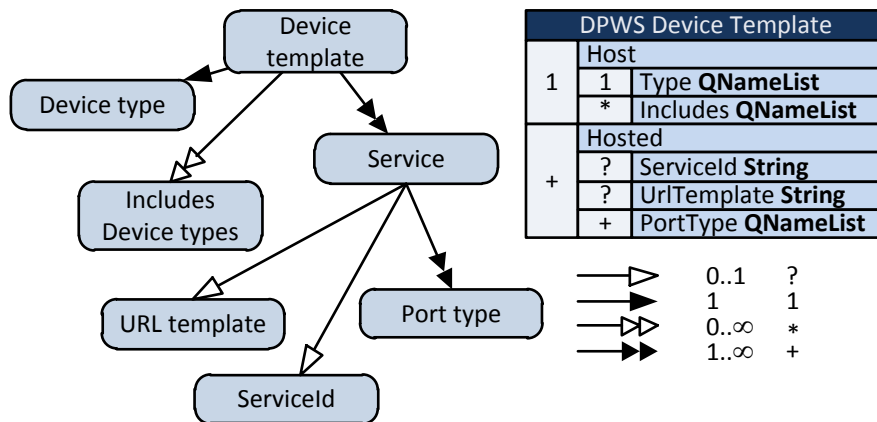 Device
template
Device type
Service
Includes
Device types
URL template
Port type
ServiceId
DPWS Device Template
1
Host
1 Type QNameList
* Includes QNameList
+
Hosted
? ServiceId String
? UrlTemplate String
+ PortType QNameList
0..1 ?
1 1
0..∞ *
1..∞ +